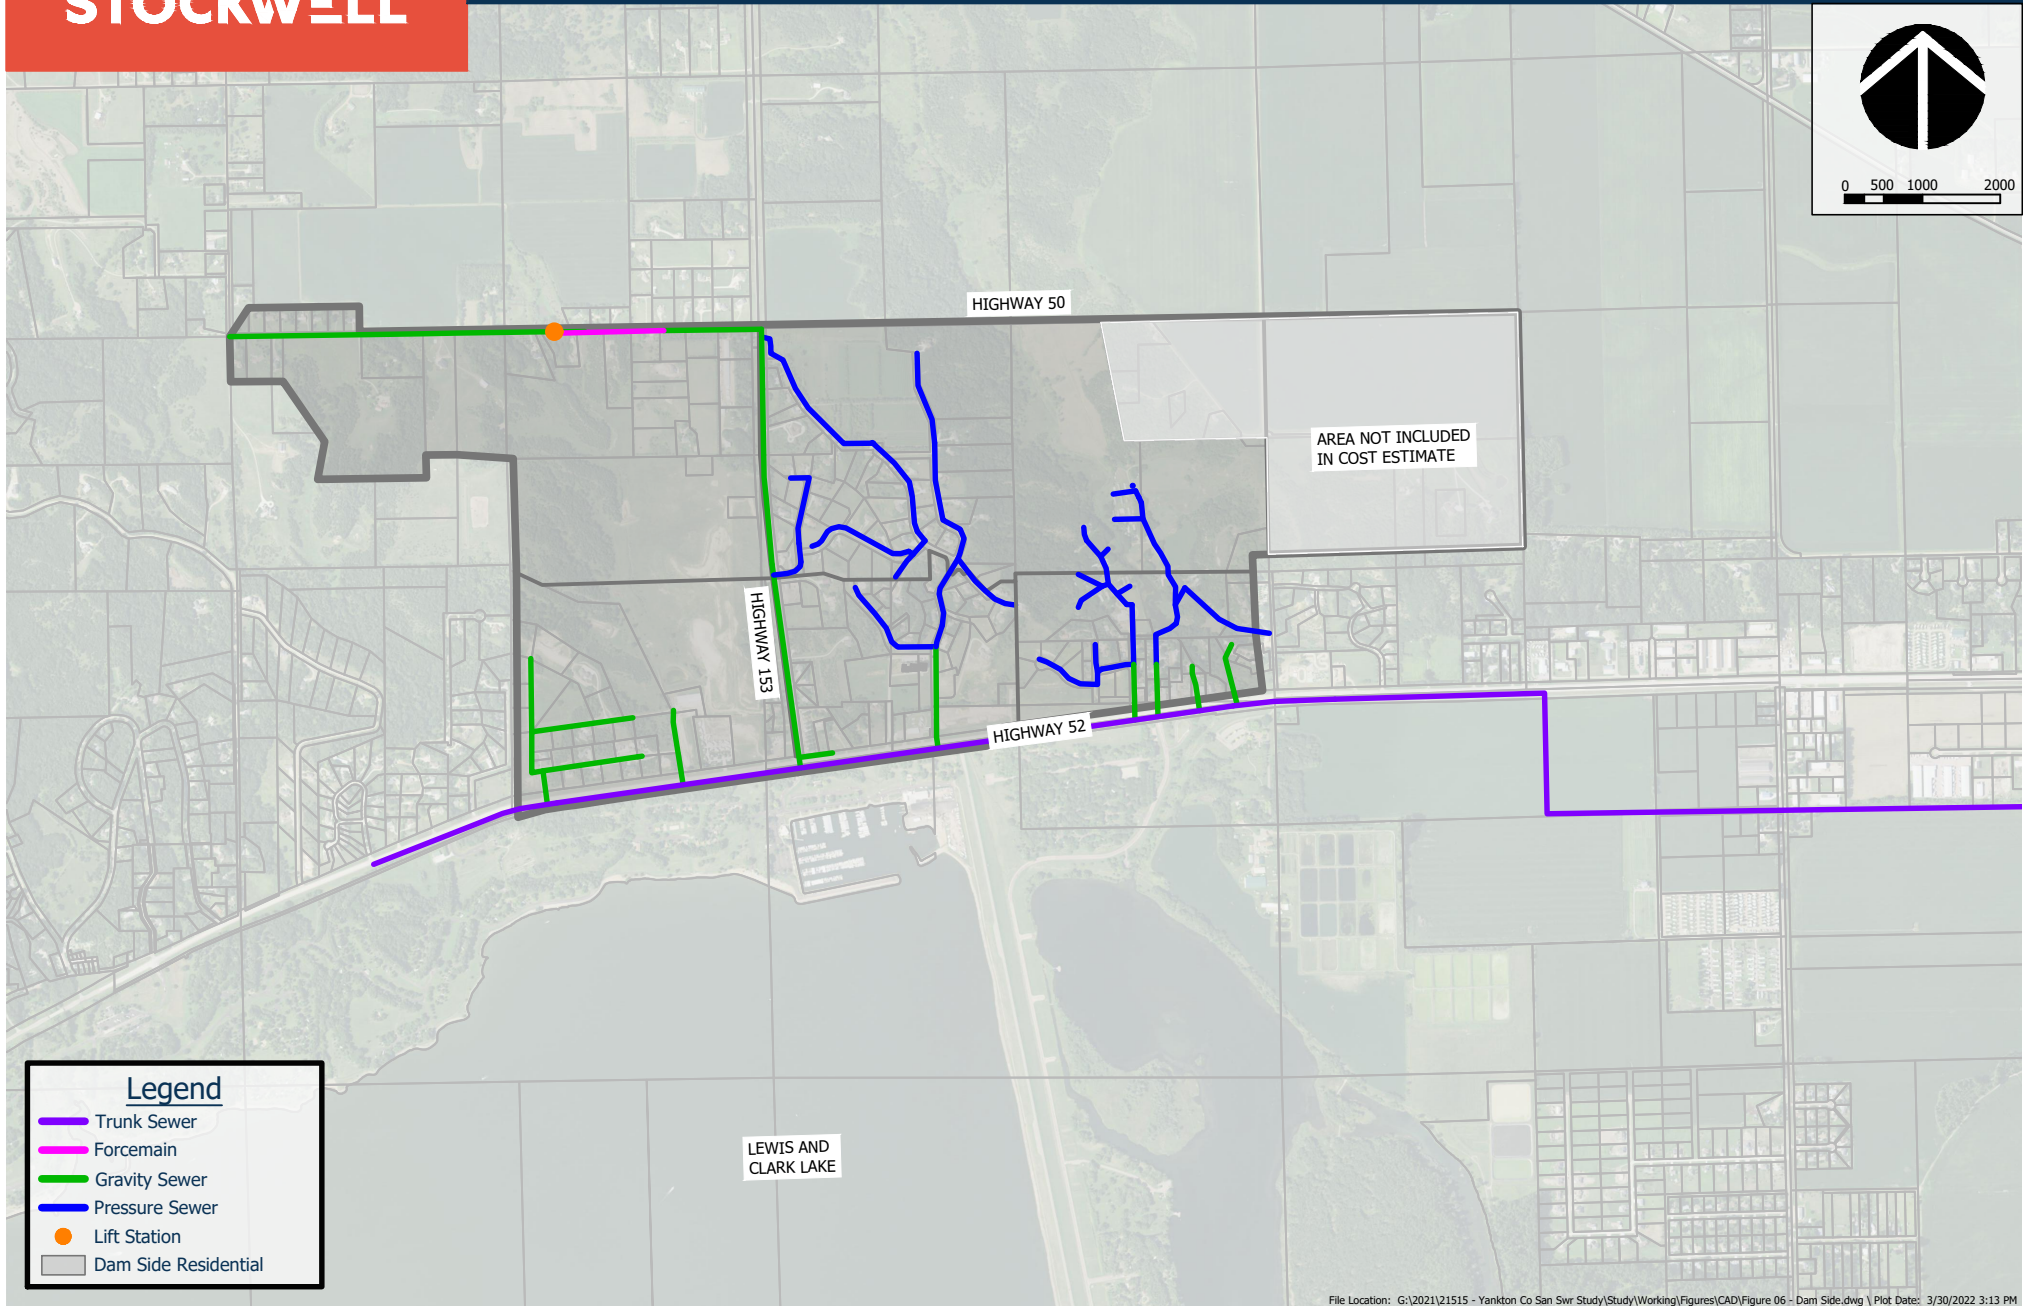 STOCKWELL
0 500 1000 2000
HIGHWAY 50
AREA NOT INCLUDED
IN COST ESTIMATE
HIGHWAY 153
HIGHWAY 52
LEWIS AND
CLARK LAKE
Legend
Trunk Sewer
Forcemain
Gravity Sewer
Pressure Sewer
Lift Station
Dam Side Residential
File Location: G:\2021\21515 - Yankton Co San Swr Study\Study\Working\Figures\CAD\Figure 06 - Dam Side.dwg \ Plot Date: 3/30/2022 3:13 PM